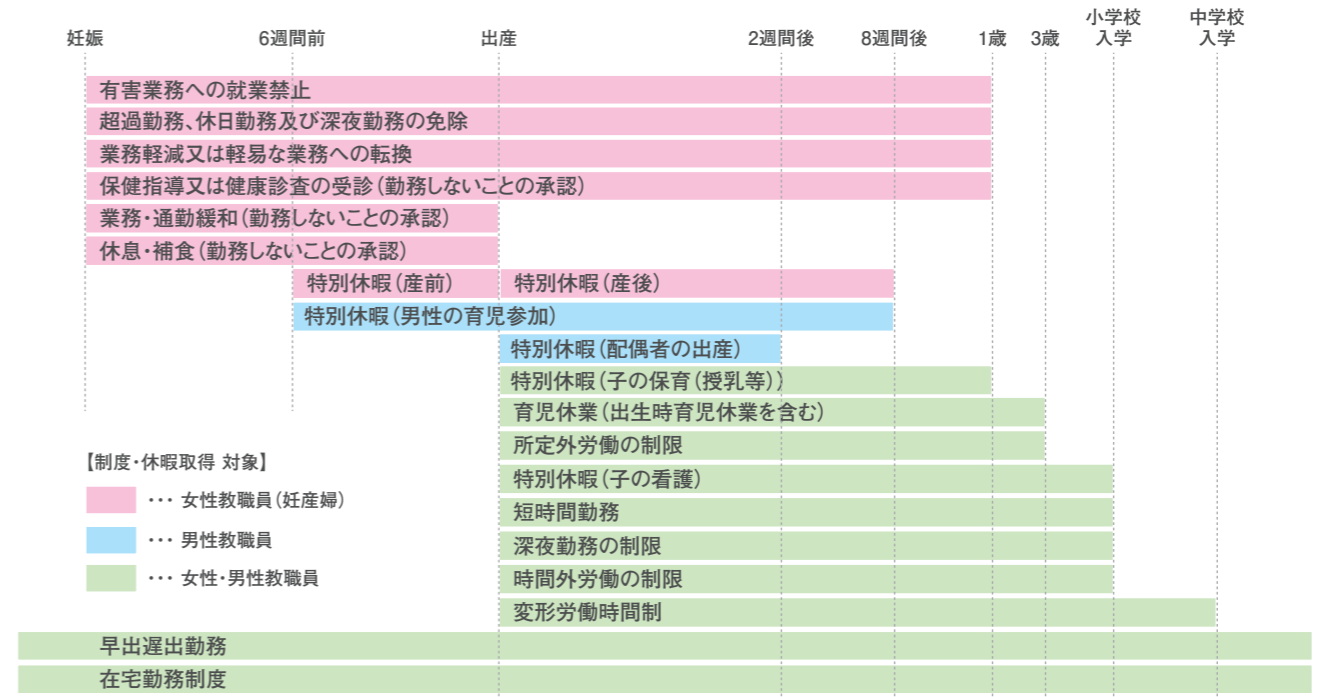 妊娠
6週間前
出産
2週間後
8週間後
1歳
3歳
小学校
入学
中学校
入学
有害業務への就業禁止
超過勤務、休日勤務及び深夜勤務の免除
業務軽減又は軽易な業務への転換
保健指導又は健康診査の受診(勤務しないことの承認)
業務・通勤緩和(勤務しないことの承認)
休息・補食(勤務しないことの承認)
特別休暇(産前)
特別休暇(産後)
特別休暇(男性の育児参加)
特別休暇(配偶者の出産)
特別休暇(子の保育(授乳等))
育児休業(出生時育児休業を含む)
所定外労働の制限
特別休暇(子の看護)
短時間勤務
深夜勤務の制限
時間外労働の制限
変形労働時間制
早出遅出勤務
在宅勤務制度
【制度・休暇取得 対象】
・・・ 女性教職員(妊産婦)
・・・ 男性教職員
・・・ 女性・男性教職員